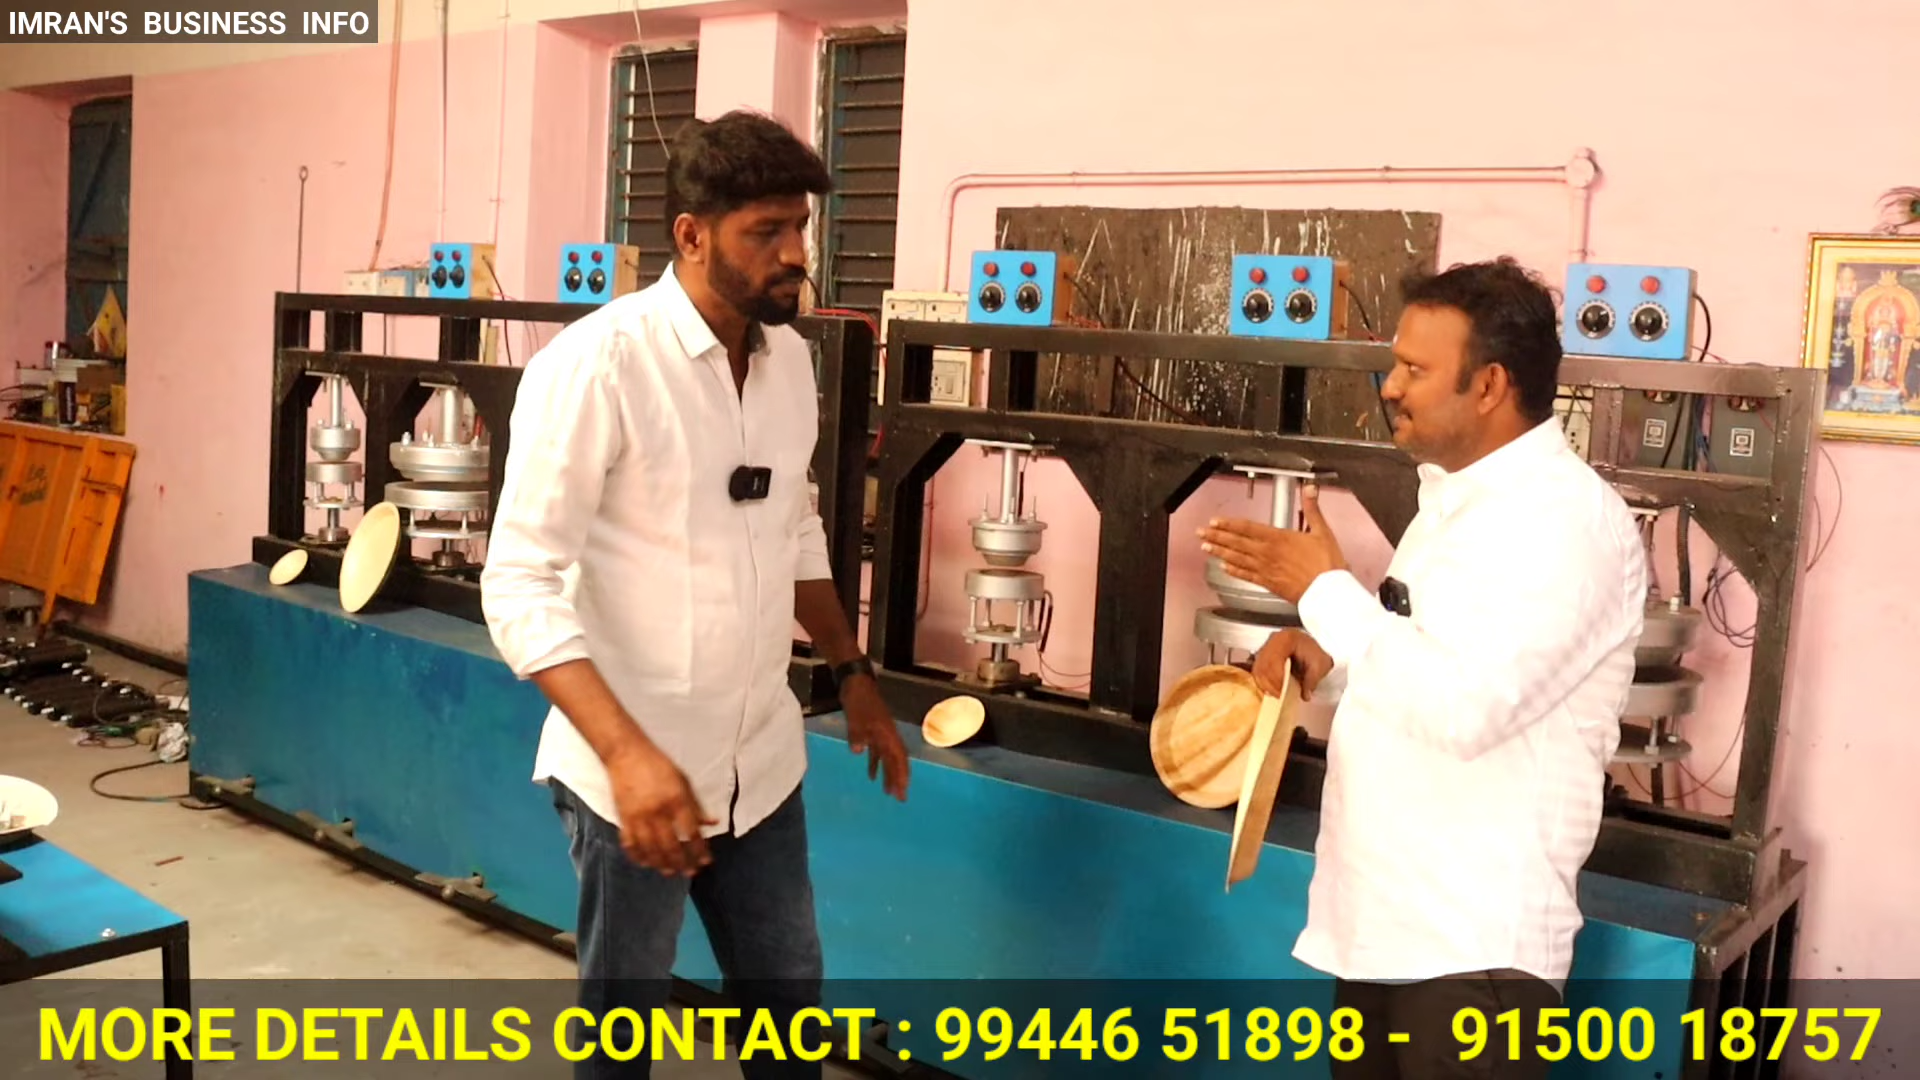 IMRAN'S BUSINESS INFO
MORE DETAILS CONTACT : 99446 51898 - 91500 18757